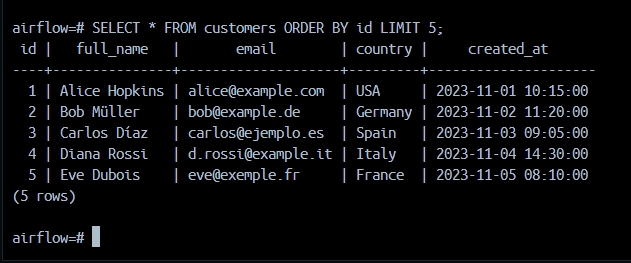 airflow=# SELECT * FROM customers ORDER BY id LIMIT 5;
 id |   full_name   |       email        | country |     created_at
----+---------------+--------------------+---------+---------------------
  1 | Alice Hopkins | alice@example.com  | USA     | 2023-11-01 10:15:00
  2 | Bob Müller    | bob@example.de     | Germany | 2023-11-02 11:20:00
  3 | Carlos Díaz   | carlos@ejemplo.es  | Spain   | 2023-11-03 09:05:00
  4 | Diana Rossi   | d.rossi@example.it | Italy   | 2023-11-04 14:30:00
  5 | Eve Dubois    | eve@exemple.fr     | France  | 2023-11-05 08:10:00
(5 rows)
airflow=#